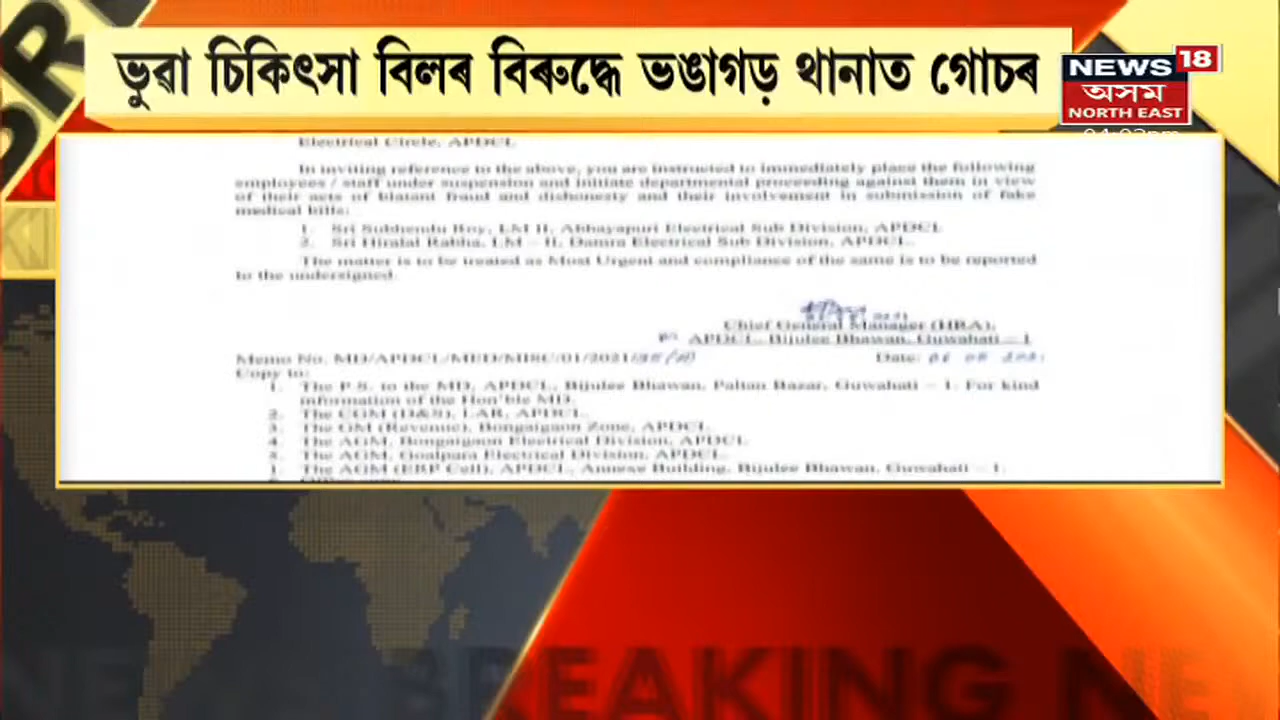 ভুৱা চিকিৎসা বিলৰ বিৰুদ্ধে ভঙাগড় থানাত গোচৰ
NEWS 18
অসম
NORTH EAST
04:02pm
Electrical Circle, APDCL
In inviting reference to the above, you are instructed to immediately place the following
employees / staff under suspension and initiate departmental proceeding against them in view
of their acts of blatant fraud and dishonesty and their involvement in submission of fake
medical bills:
1. Sri Subhendu Roy, LM II, Abhayapuri Electrical Sub Division, APDCL
2. Sri Hiralal Rabha, LM – II, Damra Electrical Sub Division, APDCL.
The matter is to be treated as Most Urgent and compliance of the same is to be reported
to the undersigned.
Chief General Manager (HRA),
APDCL, Bijulee Bhawan, Guwahati – 1
Memo No. MD/APDCL/MED/MISC/01/2021/
Date:
Copy to:
1. The P.S. to the MD, APDCL, Bijulee Bhawan, Paltan Bazar, Guwahati – 1. For kind
information of the Hon'ble MD.
2. The CGM (D&S), LAR, APDCL.
3. The GM (Revenue), Bongaigaon Zone, APDCL.
4. The AGM, Bongaigaon Electrical Division, APDCL.
5. The AGM, Goalpara Electrical Division, APDCL.
1. The AGM (ERP Cell), APDCL, Annexe Building, Bijulee Bhawan, Guwahati – 1.
NEWS BREAKING NE